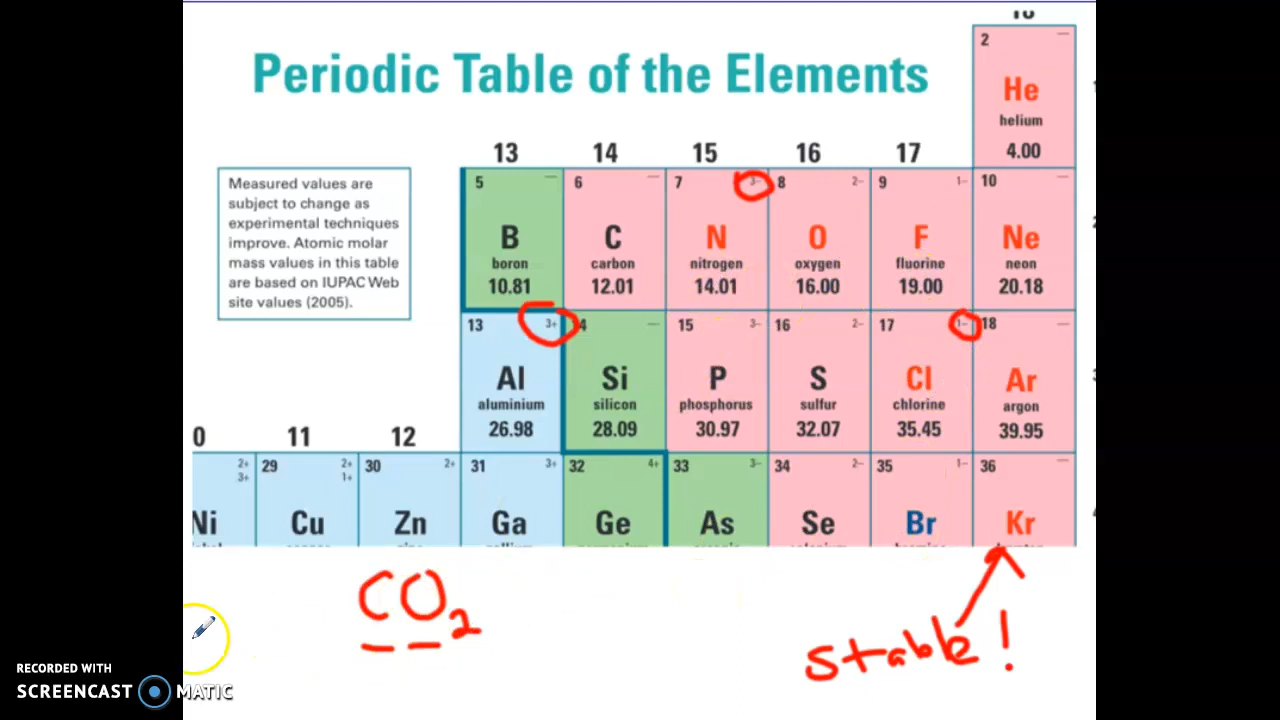 Periodic Table of the Elements
2 —
He
helium
4.00
13 14 15 16 17
Measured values are
subject to change as
experimental techniques
improve. Atomic molar
mass values in this table
are based on IUPAC Web
site values (2005).
5 — 6 — 7 3– 8 2– 9 1– 10 —
B C N O F Ne
boron carbon nitrogen oxygen fluorine neon
10.81 12.01 14.01 16.00 19.00 20.18
13 3+ 4 — 15 3– 16 2– 17 1– 18 —
Al Si P S Cl Ar
aluminium silicon phosphorus sulfur chlorine argon
26.98 28.09 30.97 32.07 35.45 39.95
0 11 12
2+ 29 2+ 30 2+ 31 3+ 32 4+ 33 3– 34 2– 35 1– 36 —
3+ 1+
Ni Cu Zn Ga Ge As Se Br Kr
CO₂
stable!
RECORDED WITH
SCREENCAST MATIC